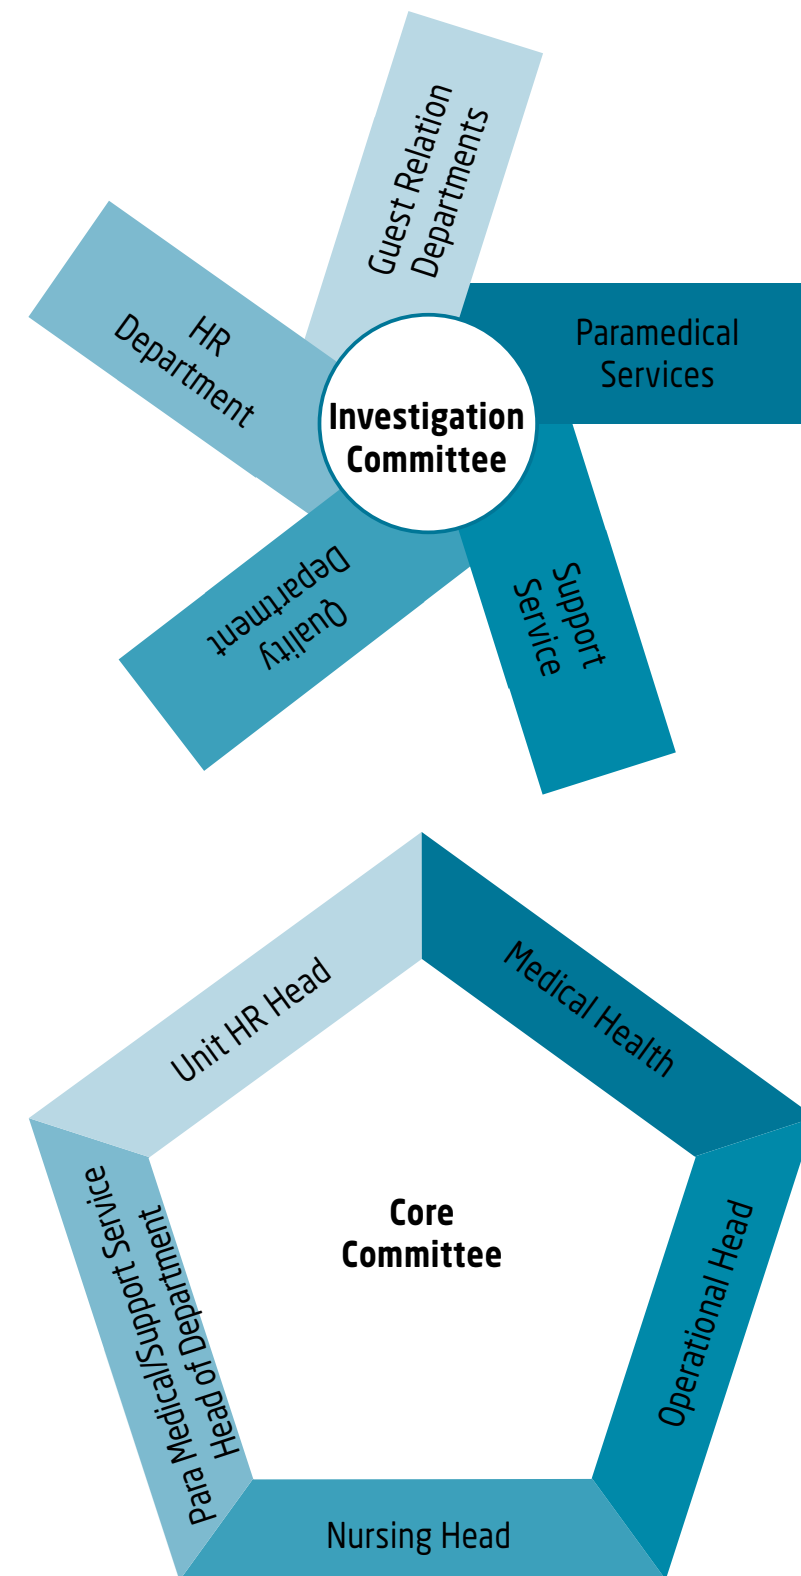 Guest Relation
Departments
Paramedical
Services
HR
Department
Investigation
Committee
Support
Service
Quality
Department
Unit HR Head
Medical Health
Core
Committee
Para Medical/Support Service
Head of Department
Operational Head
Nursing Head